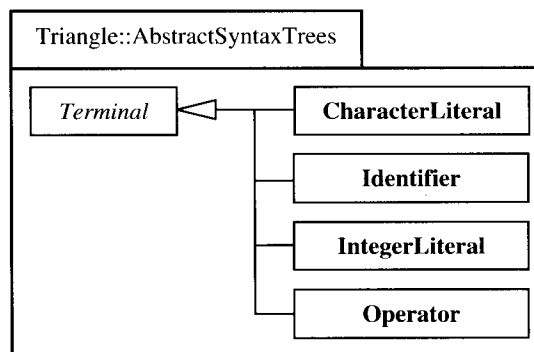 Triangle::AbstractSyntaxTrees
Terminal
CharacterLiteral
Identifier
IntegerLiteral
Operator